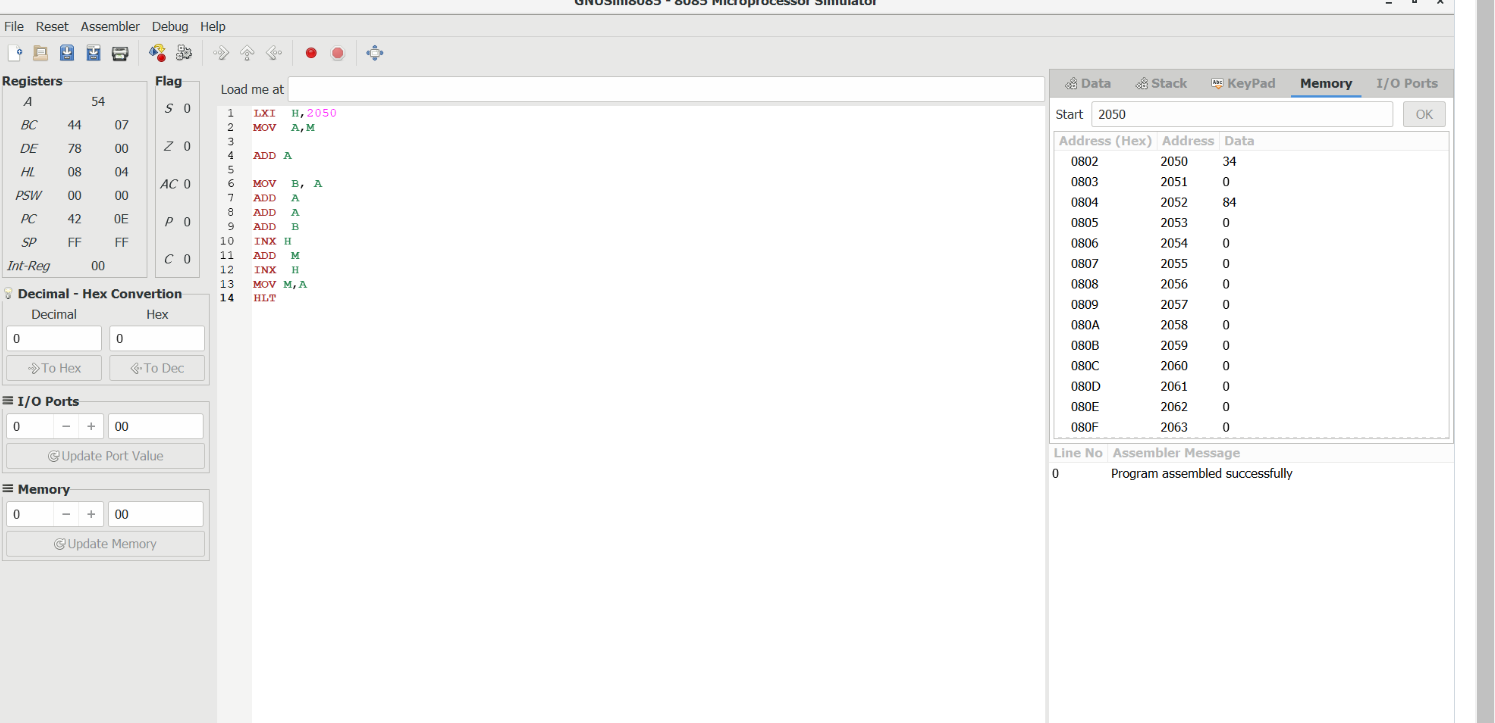 GNUSim8085 - 8085 Microprocessor Simulator
File Reset Assembler Debug Help
Registers
A 54
BC 44 07
DE 78 00
HL 08 04
PSW 00 00
PC 42 0E
SP FF FF
Int-Reg 00
Flag
S 0
Z 0
AC 0
P 0
C 0
Decimal - Hex Convertion
Decimal Hex
0 0
To Hex To Dec
I/O Ports
0 − + 00
Update Port Value
Memory
0 − + 00
Update Memory
Load me at
1 LXI H,2050
2 MOV A,M
3
4 ADD A
5
6 MOV B, A
7 ADD A
8 ADD A
9 ADD B
10 INX H
11 ADD M
12 INX H
13 MOV M,A
14 HLT
Data Stack Abc KeyPad Memory I/O Ports
Start 2050 OK
Address (Hex) Address Data
0802 2050 34
0803 2051 0
0804 2052 84
0805 2053 0
0806 2054 0
0807 2055 0
0808 2056 0
0809 2057 0
080A 2058 0
080B 2059 0
080C 2060 0
080D 2061 0
080E 2062 0
080F 2063 0
Line No Assembler Message
0 Program assembled successfully